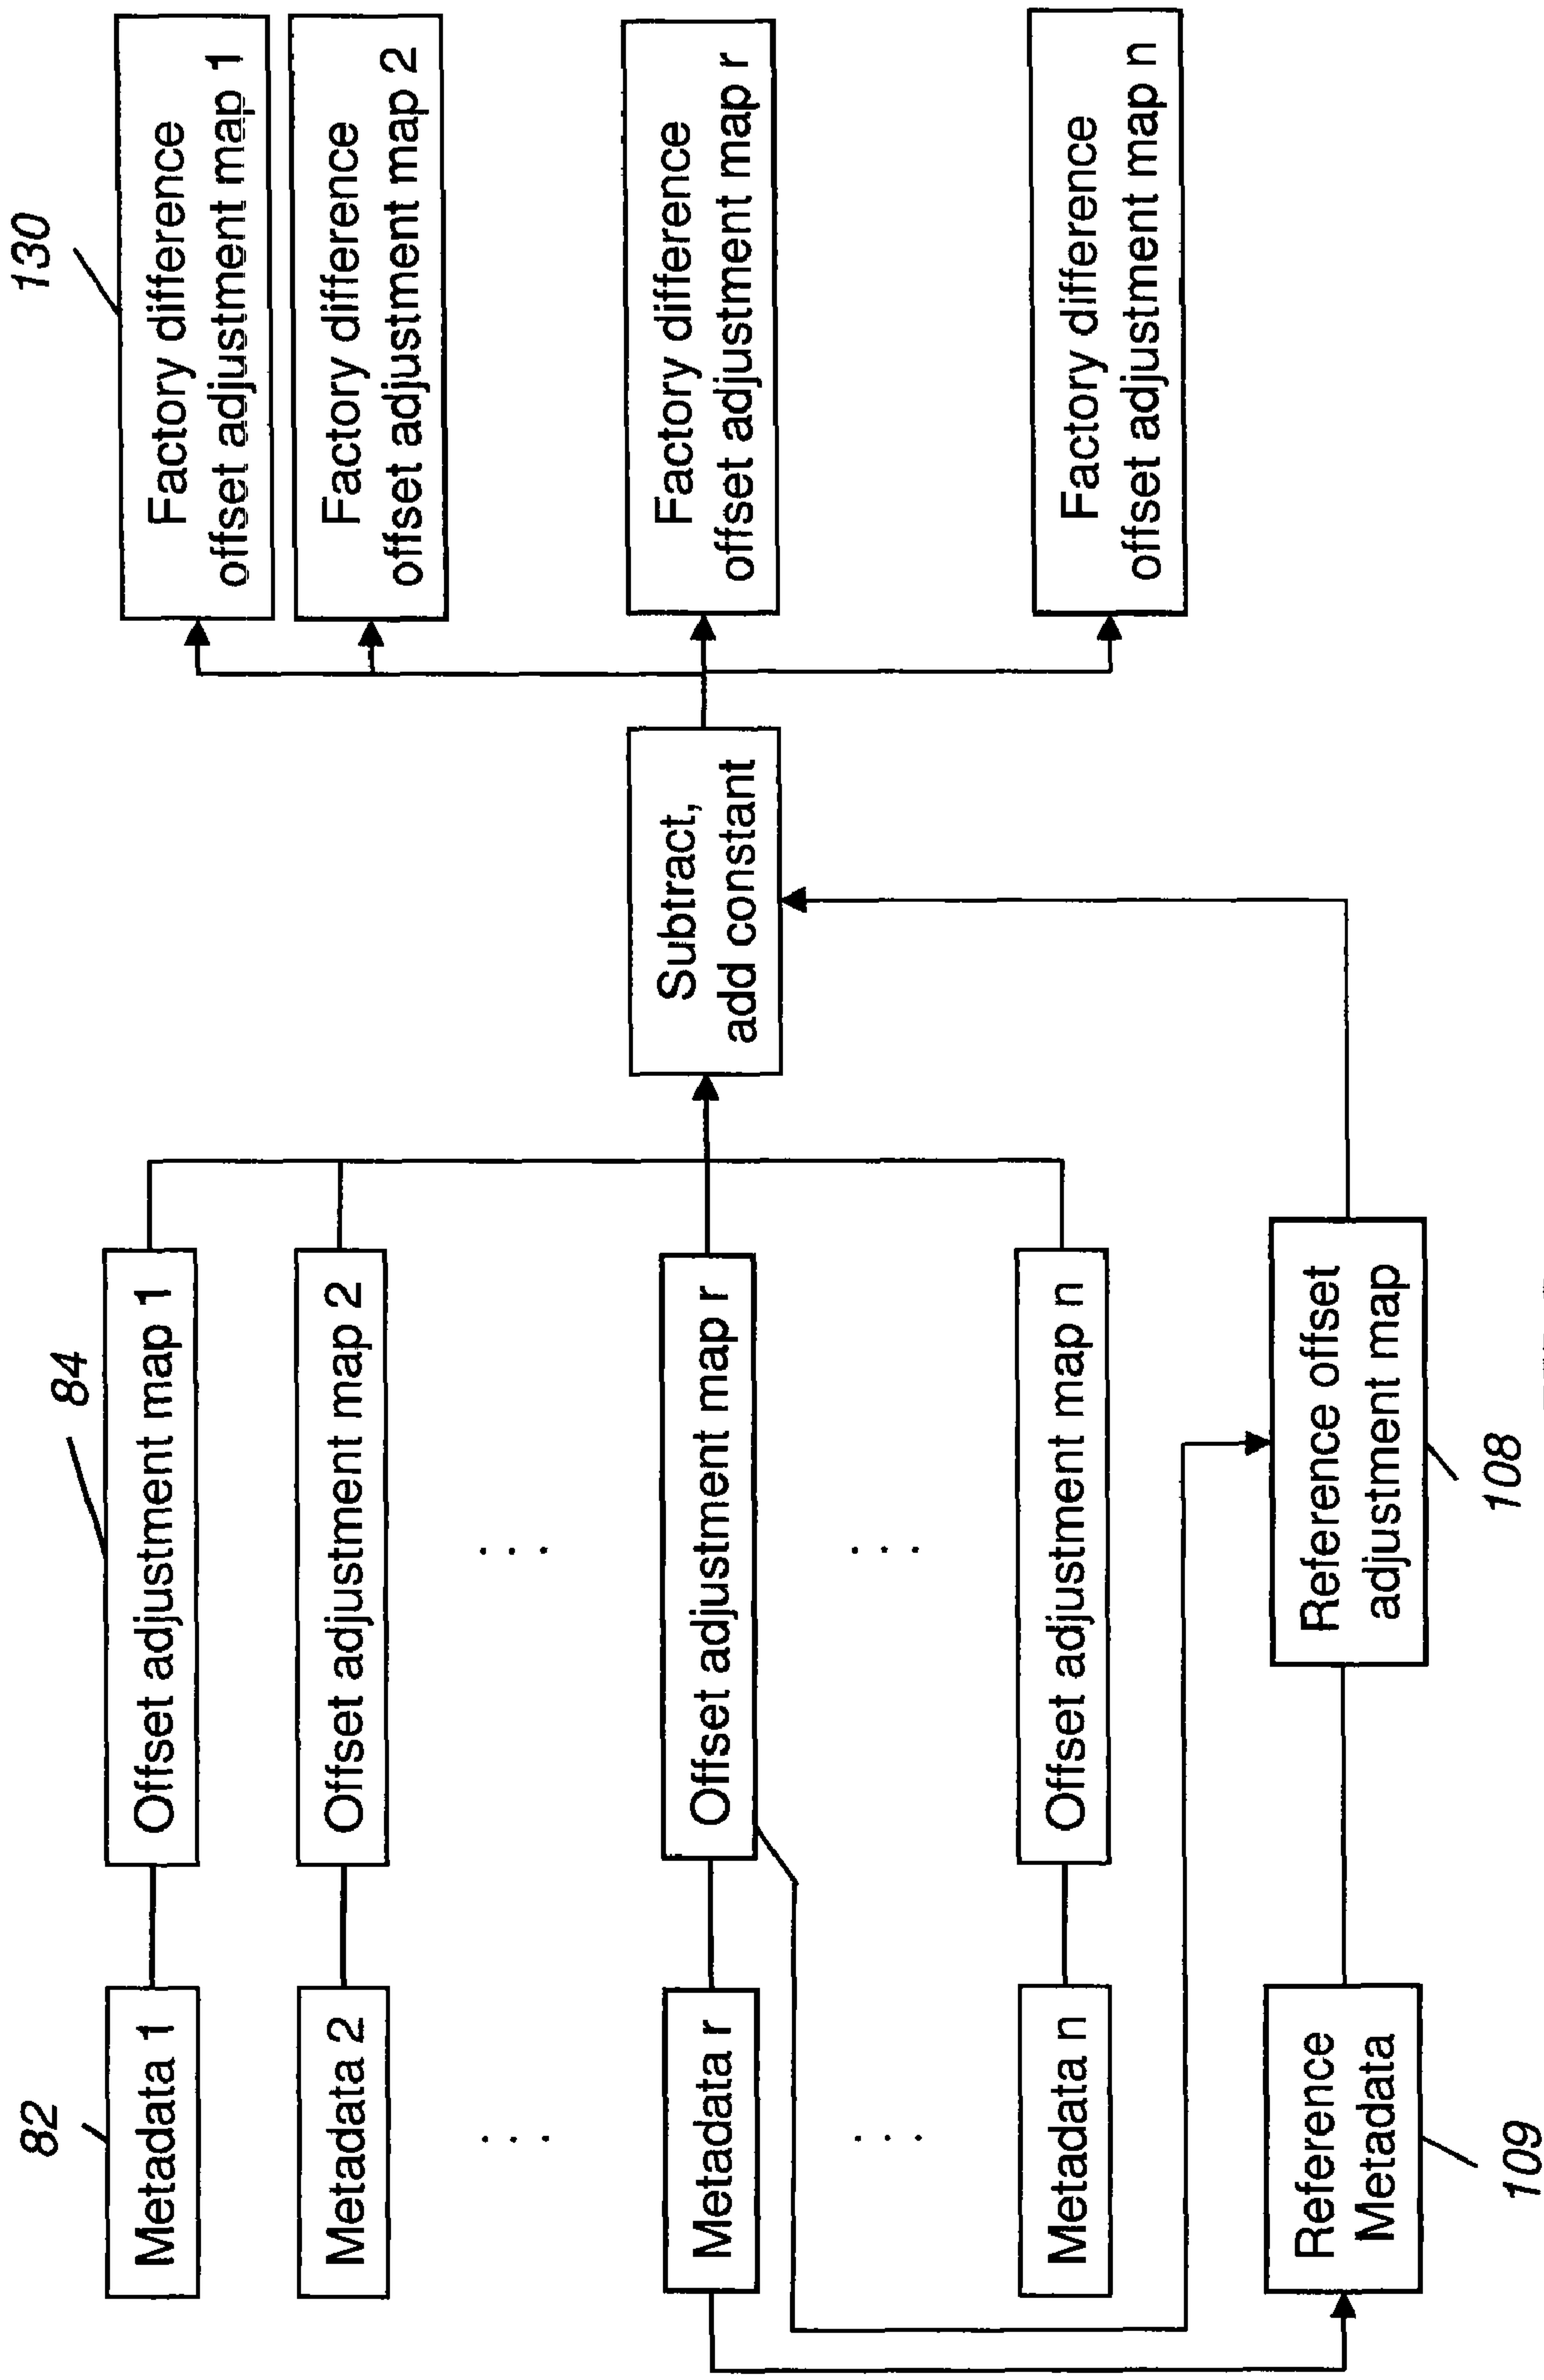 82
Metadata 1
84
Offset adjustment map 1
130
Factory difference
offset adjustment map 1
Metadata 2
Offset adjustment map 2
Factory difference
offset adjustment map 2
. . .
. . .
Metadata r
Offset adjustment map r
Subtract,
add constant
Factory difference
offset adjustment map r
. . .
. . .
Metadata n
Offset adjustment map n
Factory difference
offset adjustment map n
Reference
Metadata
109
Reference offset
adjustment map
108